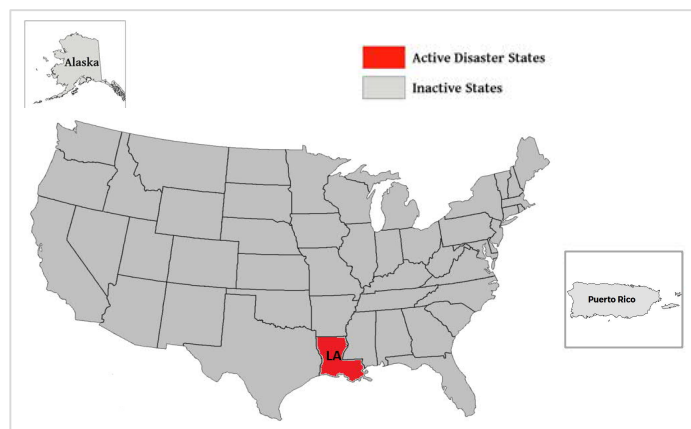 Alaska
Active Disaster States
Inactive States
Puerto Rico
LA